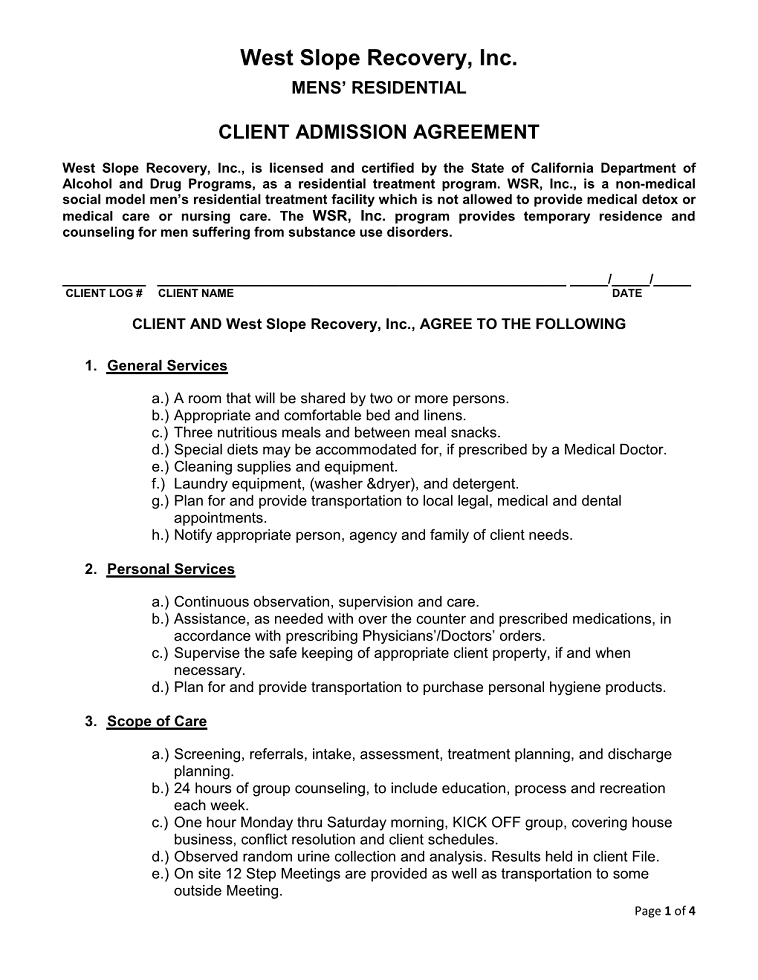 West Slope Recovery, Inc.
MENS' RESIDENTIAL
CLIENT ADMISSION AGREEMENT
West Slope Recovery, Inc., is licensed and certified by the State of California Department of
Alcohol and Drug Programs, as a residential treatment program. WSR, Inc., is a non-medical
social model men's residential treatment facility which is not allowed to provide medical detox or
medical care or nursing care. The WSR, Inc. program provides temporary residence and
counseling for men suffering from substance use disorders.
__________ ______________________________________________ _____/_____/_____
CLIENT LOG # CLIENT NAME DATE
CLIENT AND West Slope Recovery, Inc., AGREE TO THE FOLLOWING
1. General Services
a.) A room that will be shared by two or more persons.
b.) Appropriate and comfortable bed and linens.
c.) Three nutritious meals and between meal snacks.
d.) Special diets may be accommodated for, if prescribed by a Medical Doctor.
e.) Cleaning supplies and equipment.
f.) Laundry equipment, (washer &dryer), and detergent.
g.) Plan for and provide transportation to local legal, medical and dental
appointments.
h.) Notify appropriate person, agency and family of client needs.
2. Personal Services
a.) Continuous observation, supervision and care.
b.) Assistance, as needed with over the counter and prescribed medications, in
accordance with prescribing Physicians'/Doctors' orders.
c.) Supervise the safe keeping of appropriate client property, if and when
necessary.
d.) Plan for and provide transportation to purchase personal hygiene products.
3. Scope of Care
a.) Screening, referrals, intake, assessment, treatment planning, and discharge
planning.
b.) 24 hours of group counseling, to include education, process and recreation
each week.
c.) One hour Monday thru Saturday morning, KICK OFF group, covering house
business, conflict resolution and client schedules.
d.) Observed random urine collection and analysis. Results held in client File.
e.) On site 12 Step Meetings are provided as well as transportation to some
outside Meeting.
Page 1 of 4